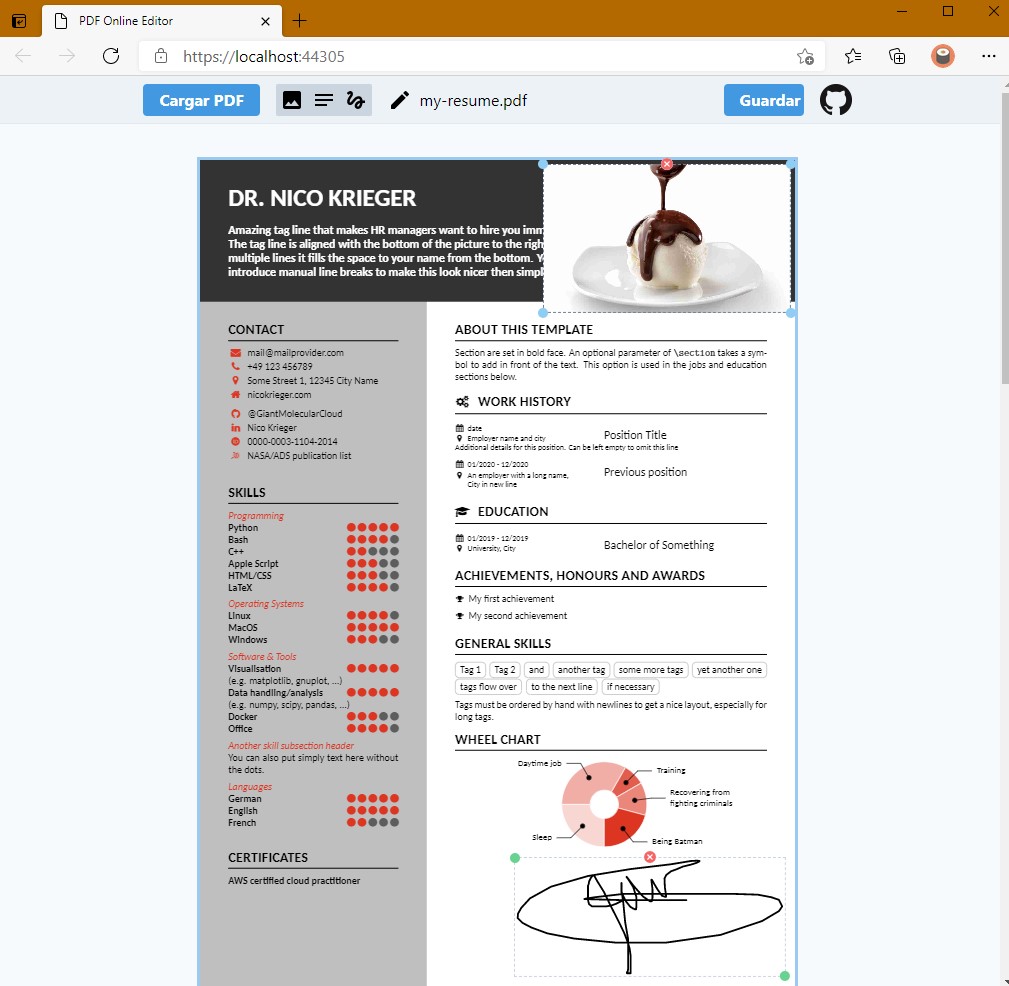 PDF Online Editor
https://localhost:44305
Cargar PDF
my-resume.pdf
Guardar
DR. NICO KRIEGER
Amazing tag line that makes HR managers want to hire you
The tag line is aligned with the bottom of the picture to the
multiple lines it fills the space to your name from the bottom.
introduce manual line breaks to make this look nicer then
CONTACT
mail@mailprovider.com
+49 123 456789
Some Street 1, 12345 City Name
nicokrieger.com
@GiantMolecularCloud
Nico Krieger
0000-0003-1104-2014
NASA/ADS publication list
SKILLS
Programming
Python
Bash
C++
Apple Script
HTML/CSS
LaTeX
Operating Systems
Linux
MacOS
Windows
Software & Tools
Visualisation
(e.g. matplotlib, gnuplot, ...)
Data handling/analysis
(e.g. numpy, scipy, pandas, ...)
Docker
Office
Another skill subsection header
You can also put simply text here without
the dots.
Languages
German
English
French
CERTIFICATES
AWS certified cloud practitioner
ABOUT THIS TEMPLATE
Section are set in bold face. An optional parameter of \section takes a sym-
bol to add in front of the text. This option is used in the jobs and education
sections below.
WORK HISTORY
date
Employer name and city
Position Title
Additional details for this position. Can be left empty to omit this line
01/2020 - 12/2020
An employer with a long name,
City in new line
Previous position
EDUCATION
01/2019 - 12/2019
University, City
Bachelor of Something
ACHIEVEMENTS, HONOURS AND AWARDS
My first achievement
My second achievement
GENERAL SKILLS
Tag 1 Tag 2 and another tag some more tags yet another one
tags flow over to the next line if necessary
Tags must be ordered by hand with newlines to get a nice layout, especially for
long tags.
WHEEL CHART
Daytime job
Training
Recovering from
fighting criminals
Sleep
Being Batman